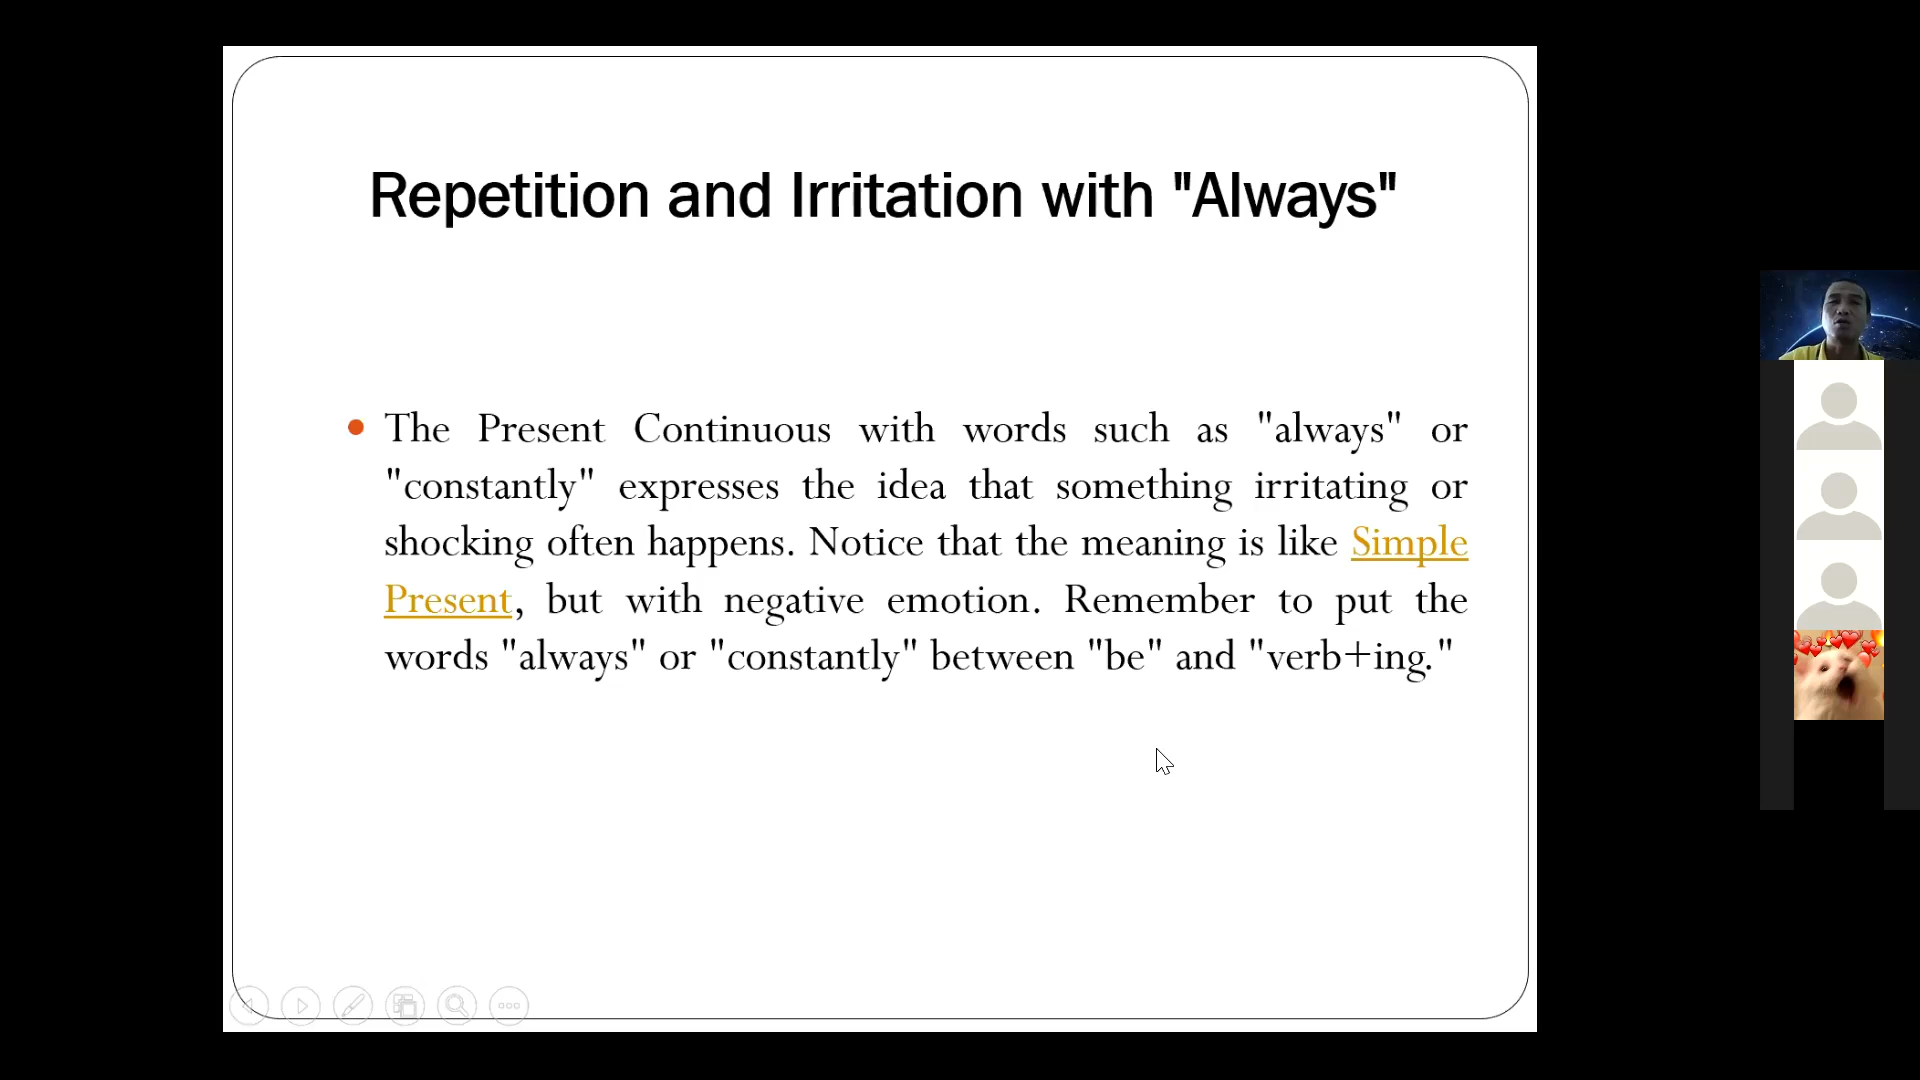 Repetition and Irritation with "Always"
The Present Continuous with words such as "always" or
"constantly" expresses the idea that something irritating or
shocking often happens. Notice that the meaning is like Simple
Present, but with negative emotion. Remember to put the
words "always" or "constantly" between "be" and "verb+ing."